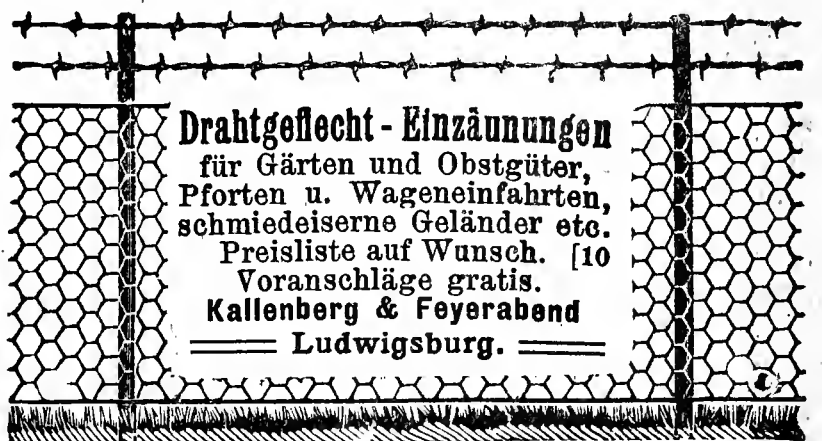 Drahtgeflecht - Einzäunungen
für Gärten und Obstgüter,
Pforten u. Wageneinfahrten,
schmiedeiserne Geländer etc.
Preisliste auf Wunsch. [10
Voranschläge gratis.
Kallenberg & Feyerabend
Ludwigsburg.